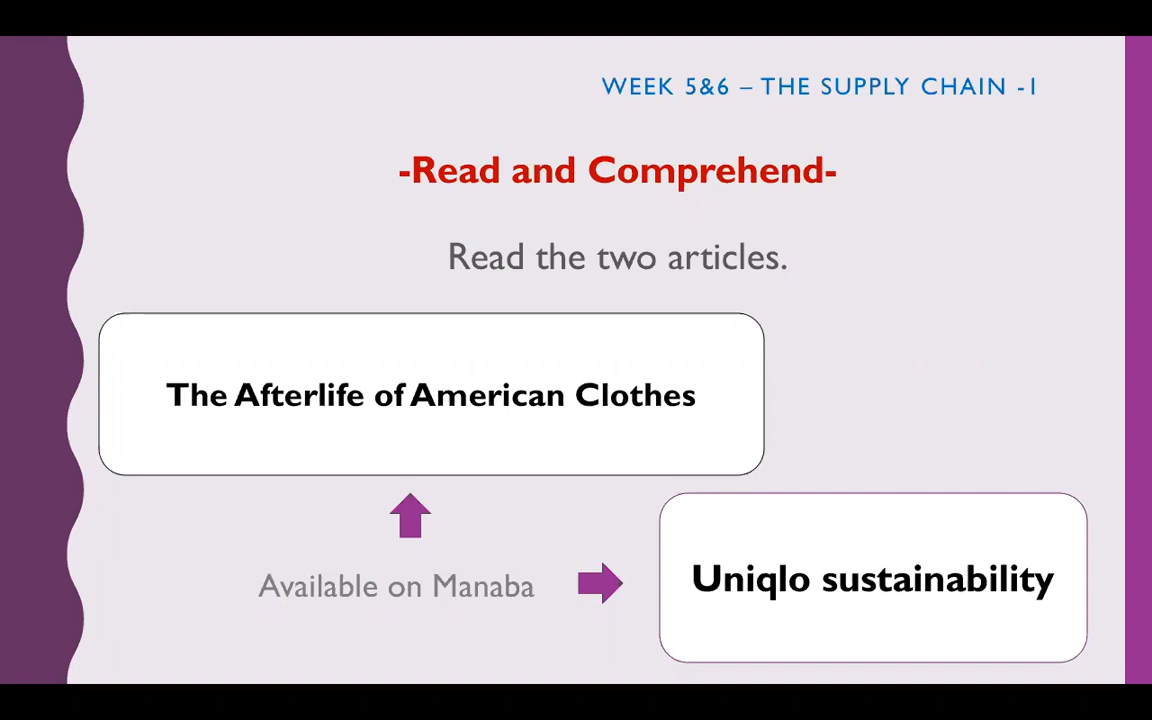 WEEK 5&6 – THE SUPPLY CHAIN -1
-Read and Comprehend-
Read the two articles.
The Afterlife of American Clothes
Available on Manaba
Uniqlo sustainability